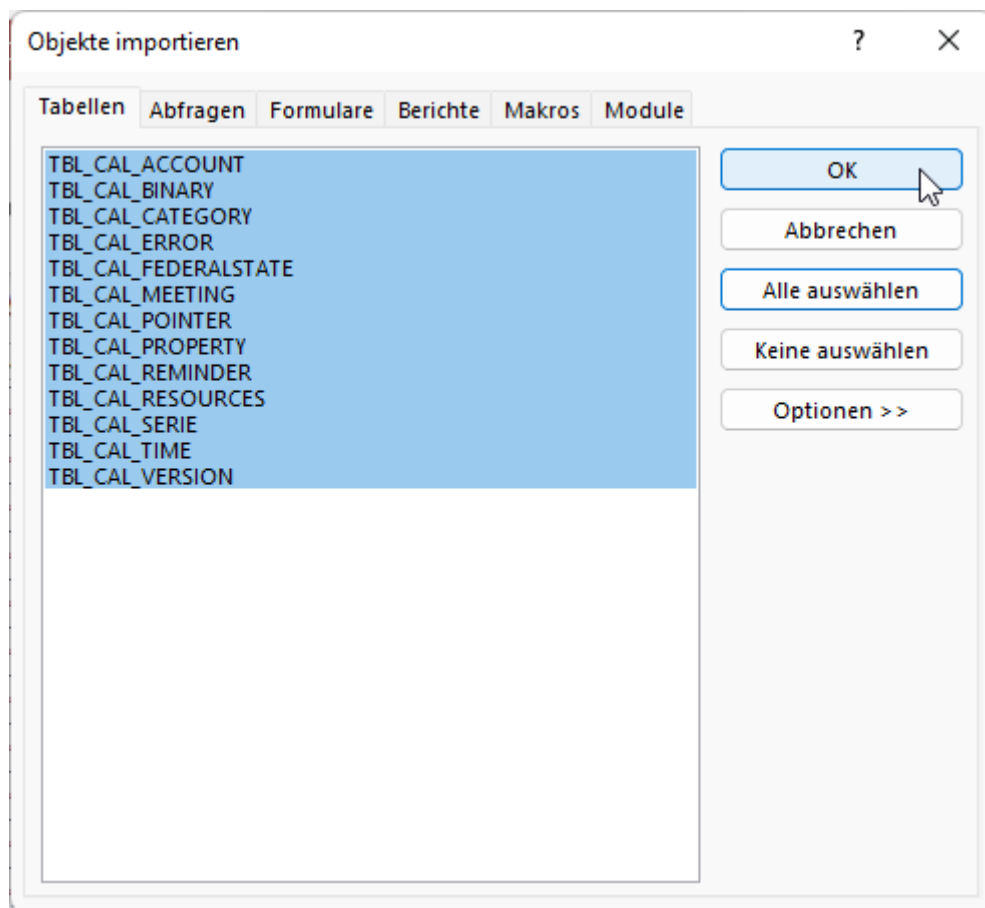 Objekte importieren
?
Tabellen Abfragen Formulare Berichte Makros Module
TBL_CAL_ACCOUNT
TBL_CAL_BINARY
TBL_CAL_CATEGORY
TBL_CAL_ERROR
TBL_CAL_FEDERALSTATE
TBL_CAL_MEETING
TBL_CAL_POINTER
TBL_CAL_PROPERTY
TBL_CAL_REMINDER
TBL_CAL_RESOURCES
TBL_CAL_SERIE
TBL_CAL_TIME
TBL_CAL_VERSION
OK
Abbrechen
Alle auswählen
Keine auswählen
Optionen >>